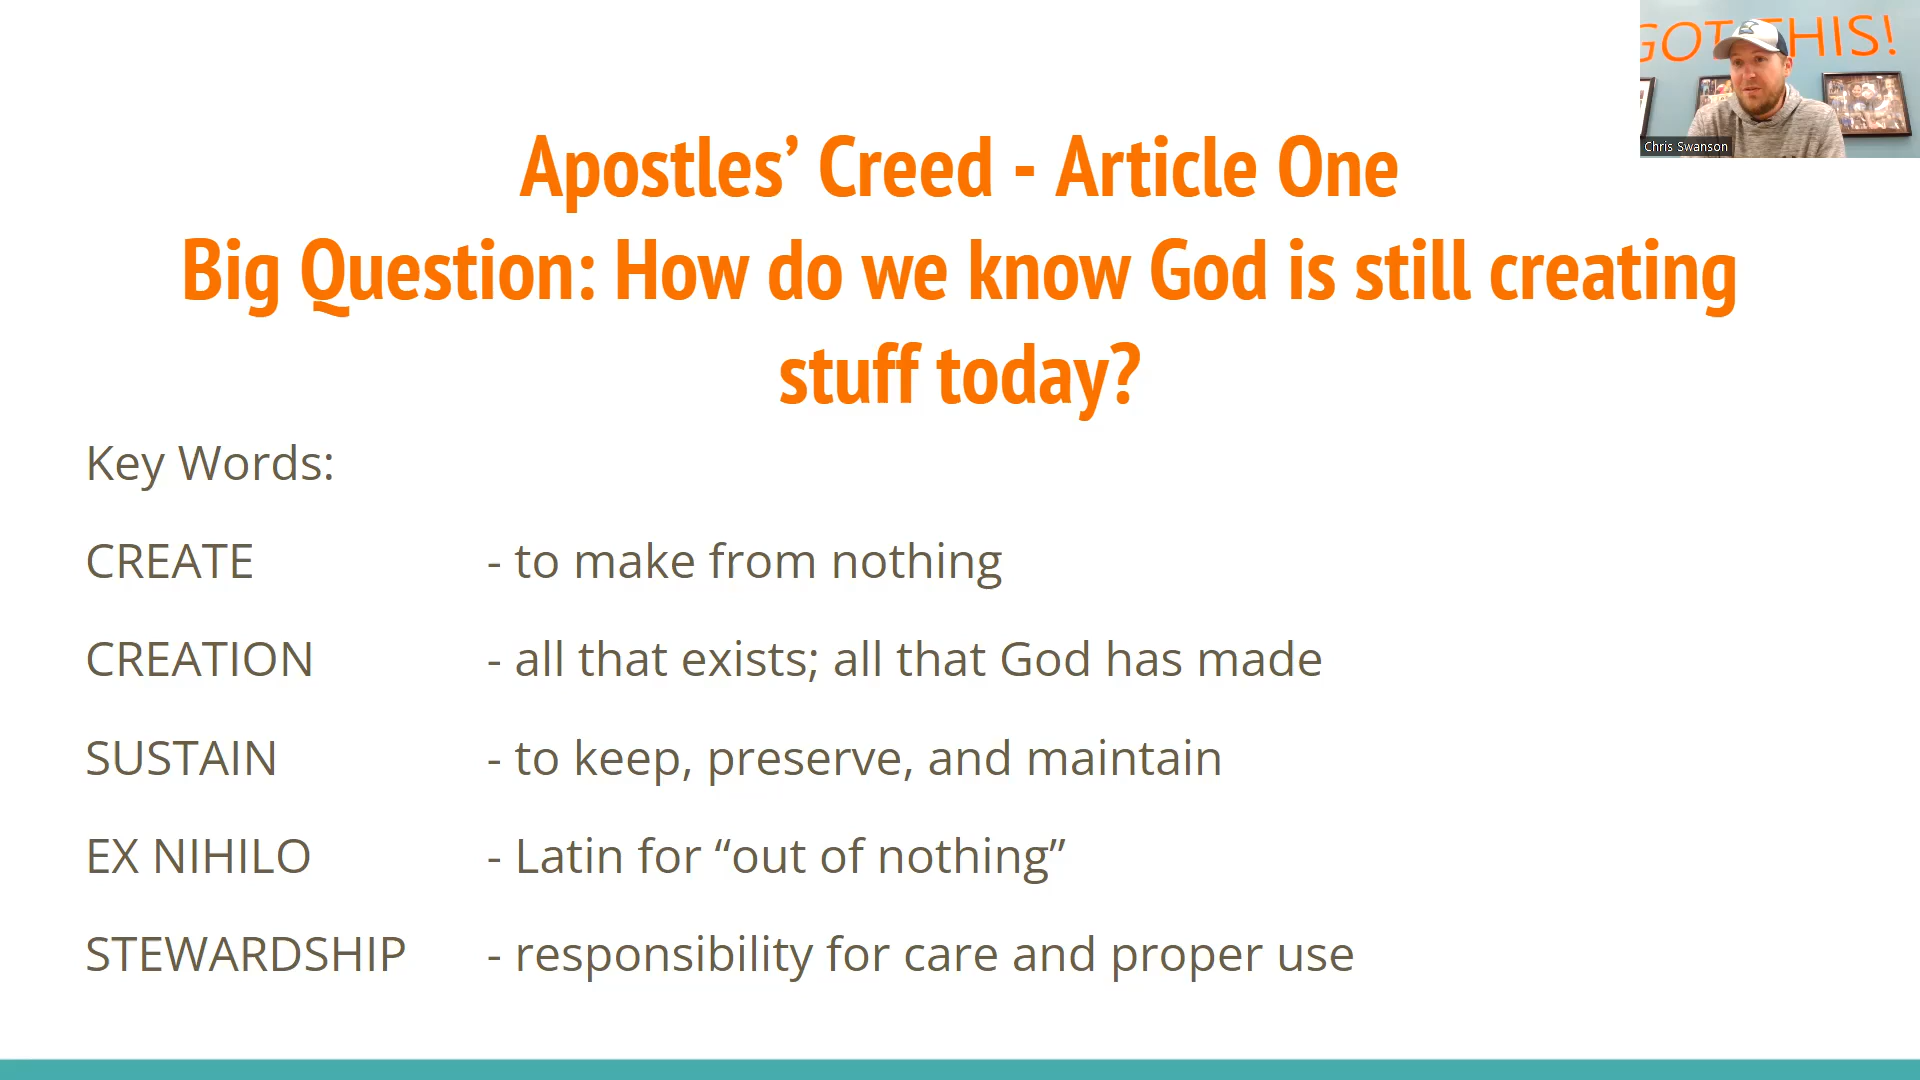 GOT THIS!
Chris Swanson
Apostles’ Creed - Article One
Big Question: How do we know God is still creating
stuff today?
Key Words:
CREATE - to make from nothing
CREATION - all that exists; all that God has made
SUSTAIN - to keep, preserve, and maintain
EX NIHILO - Latin for “out of nothing”
STEWARDSHIP - responsibility for care and proper use